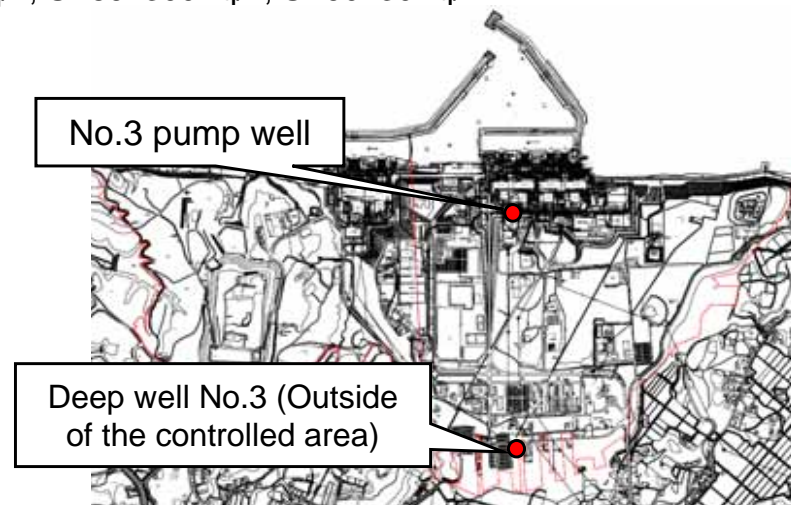 No.3 pump well
Deep well No.3 (Outside
of the controlled area)